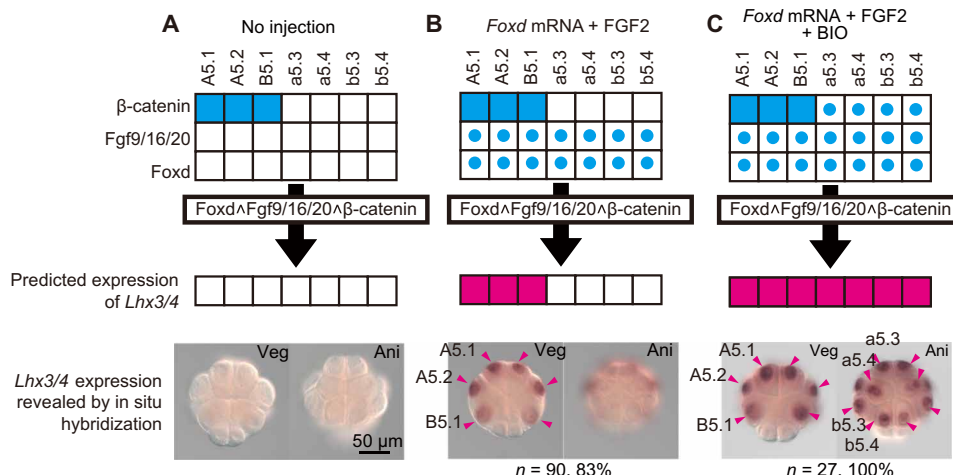 A
No injection
A5.1
A5.2
B5.1
a5.3
a5.4
b5.3
b5.4
β-catenin
Fgf9/16/20
Foxd
Foxd∧Fgf9/16/20∧β-catenin
Predicted expression
of Lhx3/4
Lhx3/4 expression
revealed by in situ
hybridization
Veg
Ani
50 µm
B
Foxd mRNA + FGF2
A5.1
A5.2
B5.1
a5.3
a5.4
b5.3
b5.4
Foxd∧Fgf9/16/20∧β-catenin
A5.1
Veg
Ani
A5.2
B5.1
n = 90, 83%
C
Foxd mRNA + FGF2
+ BIO
A5.1
A5.2
B5.1
a5.3
a5.4
b5.3
b5.4
Foxd∧Fgf9/16/20∧β-catenin
A5.1
Veg
a5.3
Ani
a5.4
A5.2
B5.1
b5.3
b5.4
n = 27, 100%